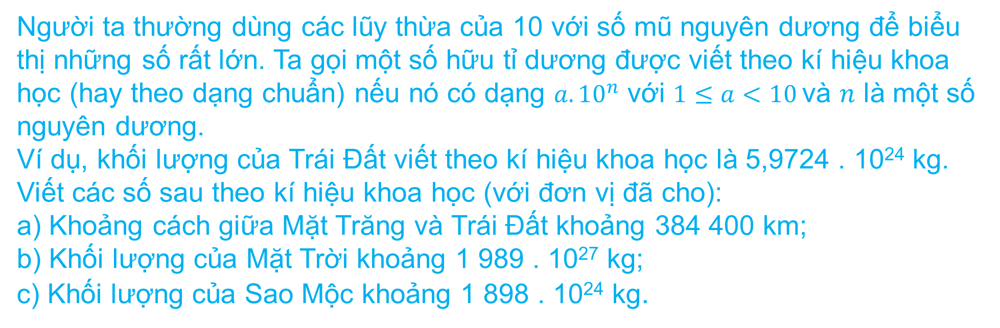 Người ta thường dùng các lũy thừa của 10 với số mũ nguyên dương để biểu
thị những số rất lớn. Ta gọi một số hữu tỉ dương được viết theo kí hiệu khoa
học (hay theo dạng chuẩn) nếu nó có dạng a. 10ⁿ với 1 ≤ a < 10 và n là một số
nguyên dương.
Ví dụ, khối lượng của Trái Đất viết theo kí hiệu khoa học là 5,9724 . 10²⁴ kg.
Viết các số sau theo kí hiệu khoa học (với đơn vị đã cho):
a) Khoảng cách giữa Mặt Trăng và Trái Đất khoảng 384 400 km;
b) Khối lượng của Mặt Trời khoảng 1 989 . 10²⁷ kg;
c) Khối lượng của Sao Mộc khoảng 1 898 . 10²⁴ kg.